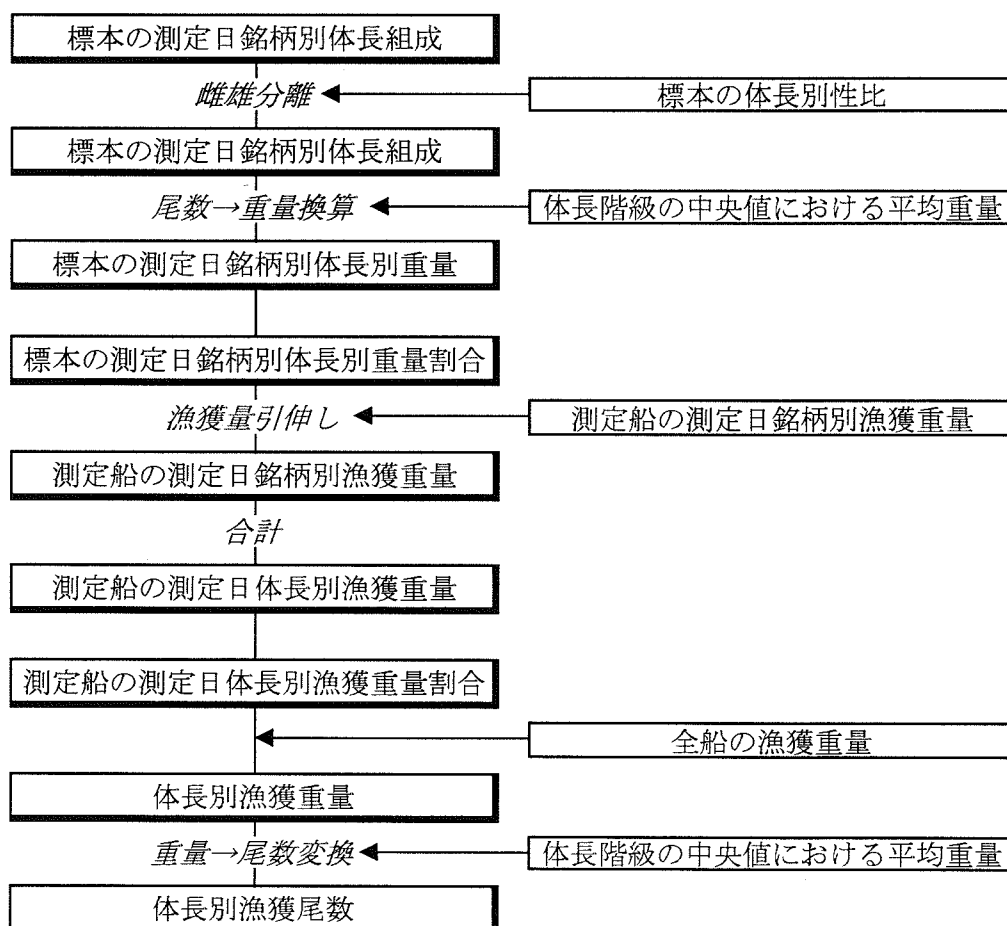 標本の測定日銘柄別体長組成
雌雄分離
標本の体長別性比
標本の測定日銘柄別体長組成
尾数→重量換算
体長階級の中央値における平均重量
標本の測定日銘柄別体長別重量
標本の測定日銘柄別体長別重量割合
漁獲量引伸し
測定船の測定日銘柄別漁獲重量
測定船の測定日銘柄別漁獲重量
合計
測定船の測定日体長別漁獲重量
測定船の測定日体長別漁獲重量割合
全船の漁獲重量
体長別漁獲重量
重量→尾数変換
体長階級の中央値における平均重量
体長別漁獲尾数